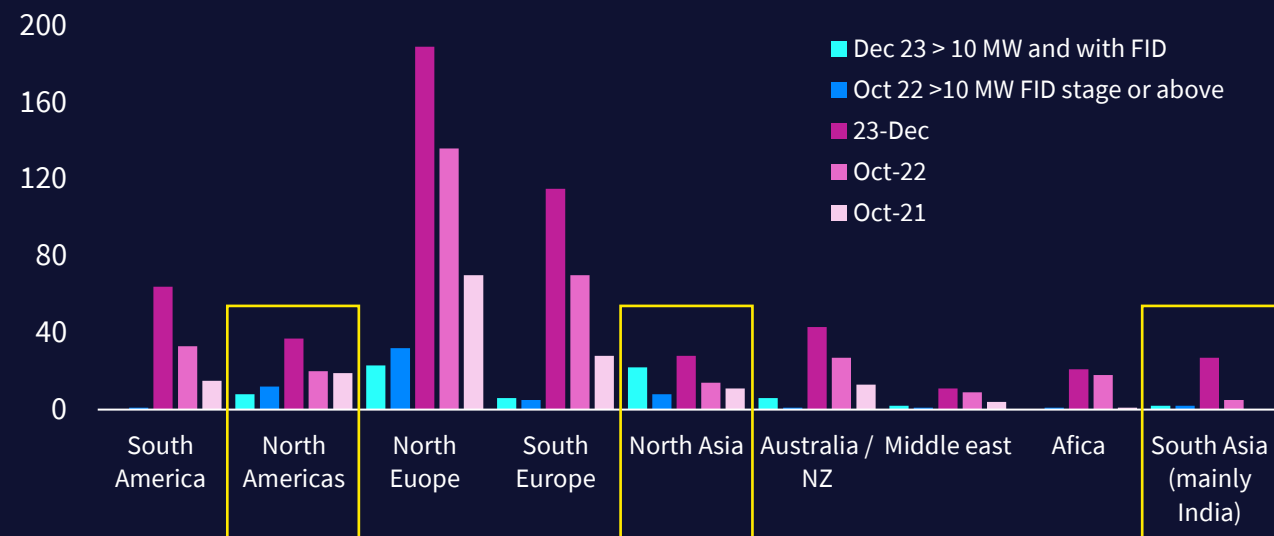 200
160
120
80
40
0
Dec 23 > 10 MW and with FID
Oct 22 >10 MW FID stage or above
23-Dec
Oct-22
Oct-21
South
America
North
Americas
North
Euope
South
Europe
North Asia
Australia /
NZ
Middle east
Afica
South Asia
(mainly
India)